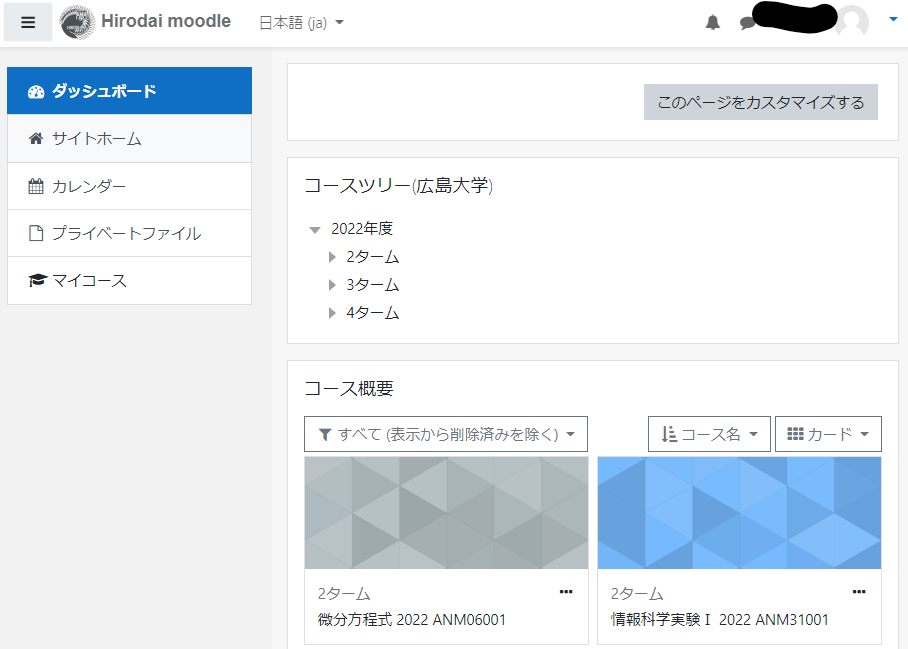 Hirodai moodle 日本語 (ja)
ダッシュボード
サイトホーム
カレンダー
プライベートファイル
マイコース
このページをカスタマイズする
コースツリー(広島大学)
2022年度
2ターム
3ターム
4ターム
コース概要
すべて (表示から削除済みを除く) コース名 カード
2ターム
微分方程式 2022 ANM06001
2ターム
情報科学実験Ⅰ 2022 ANM31001